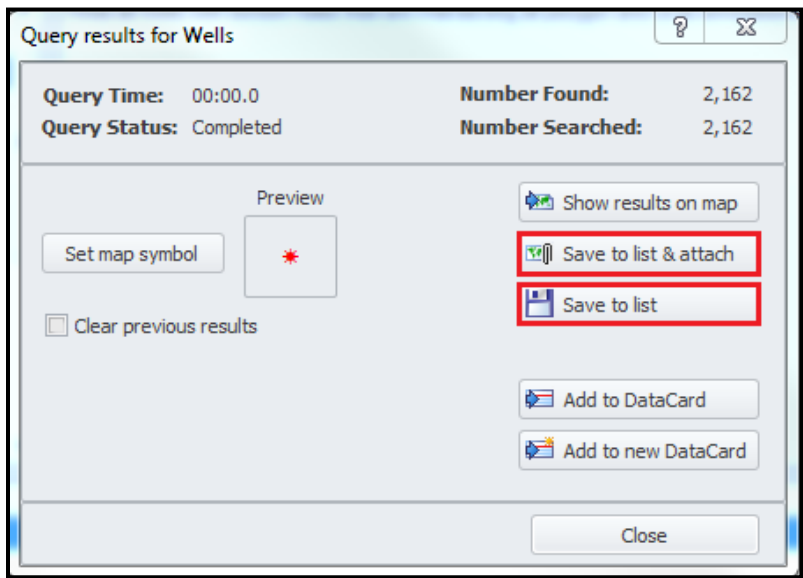 Query results for Wells
?
Query Time: 00:00.0
Number Found: 2,162
Query Status: Completed
Number Searched: 2,162
Preview
Show results on map
Set map symbol
Save to list & attach
Save to list
Clear previous results
Add to DataCard
Add to new DataCard
Close